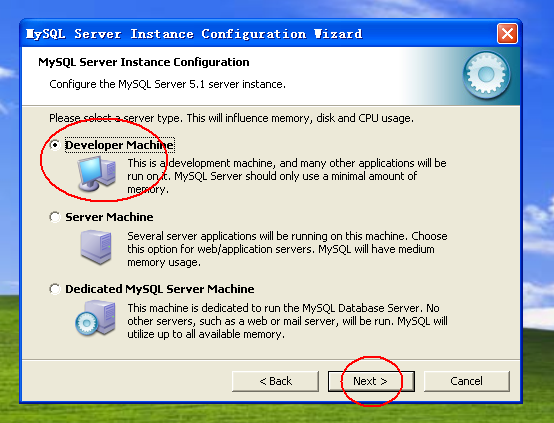 MySQL Server Instance Configuration Wizard
MySQL Server Instance Configuration
Configure the MySQL Server 5.1 server instance.
Please select a server type. This will influence memory, disk and CPU usage.
Developer Machine
This is a development machine, and many other applications will be
run on it. MySQL Server should only use a minimal amount of
memory.
Server Machine
Several server applications will be running on this machine. Choose
this option for web/application servers. MySQL will have medium
memory usage.
Dedicated MySQL Server Machine
This machine is dedicated to run the MySQL Database Server. No
other servers, such as a web or mail server, will be run. MySQL will
utilize up to all available memory.
< Back
Next >
Cancel